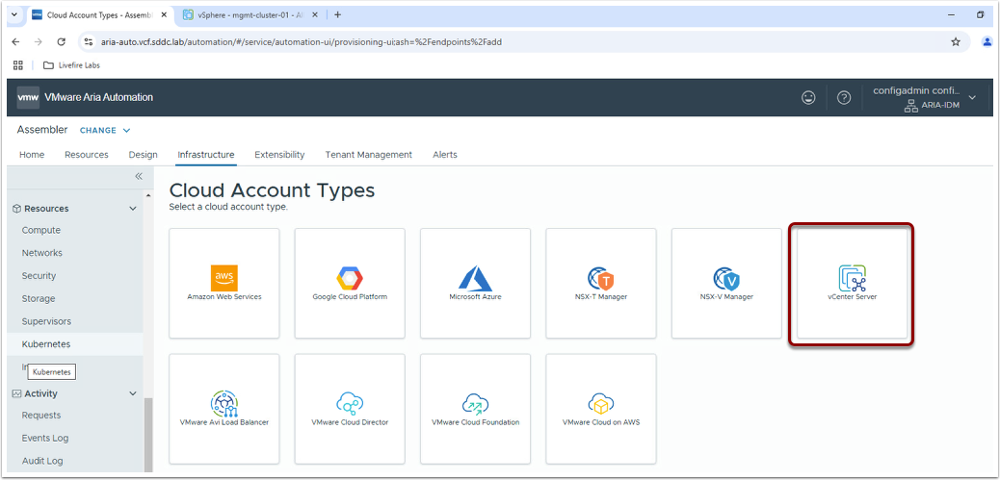 Cloud Account Types - Assembl
vSphere - mgmt-cluster-01 - A
aria-auto.vcf.sddc.lab/automation/#/service/automation-ui/provisioning-ui;ash=%2Fendpoints%2Fadd
Livefire Labs
vmw VMware Aria Automation
configadmin confi...
ARIA-IDM
Assembler CHANGE
Home Resources Design Infrastructure Extensibility Tenant Management Alerts
Resources
Compute
Networks
Security
Storage
Supervisors
Kubernetes
Kubernetes
Activity
Requests
Events Log
Audit Log
Cloud Account Types
Select a cloud account type.
aws
Amazon Web Services
Google Cloud Platform
Microsoft Azure
T
NSX-T Manager
V
NSX-V Manager
vCenter Server
VMware Avi Load Balancer
VMware Cloud Director
VMware Cloud Foundation
VMware Cloud on AWS